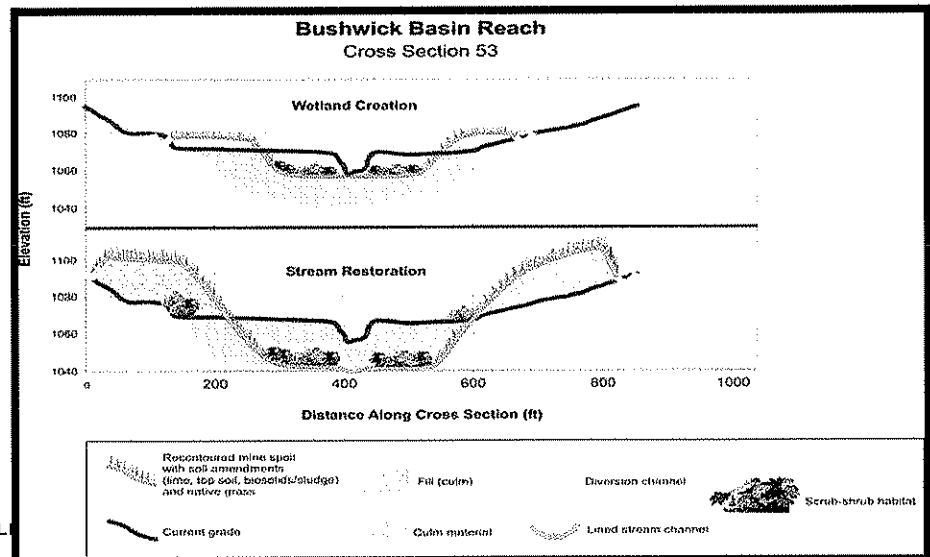 Bushwick Basin Reach
Cross Section 53
Wetland Creation
1100
1080
1060
1040
Elevation (ft)
Stream Restoration
1100
1080
1060
1040
0 200 400 600 800 1000
Distance Along Cross Section (ft)
Recontoured mine spoil
with soil amendments
(lime, top soil, biosolids/sludge)
and native grass
Fill (culm)
Diversion channel
Scrub-shrub habitat
Current grade
Culm material
Lined stream channel